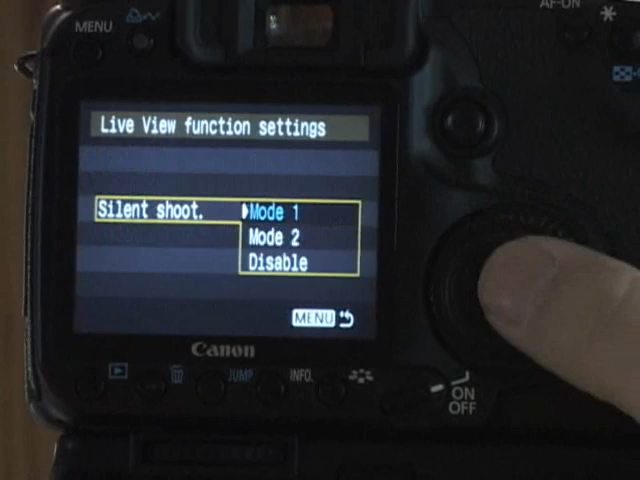 AF-ON
MENU
Live View function settings
Silent shoot.
Mode 1
Mode 2
Disable
MENU
Canon
JUMP
INFO.
ON
OFF